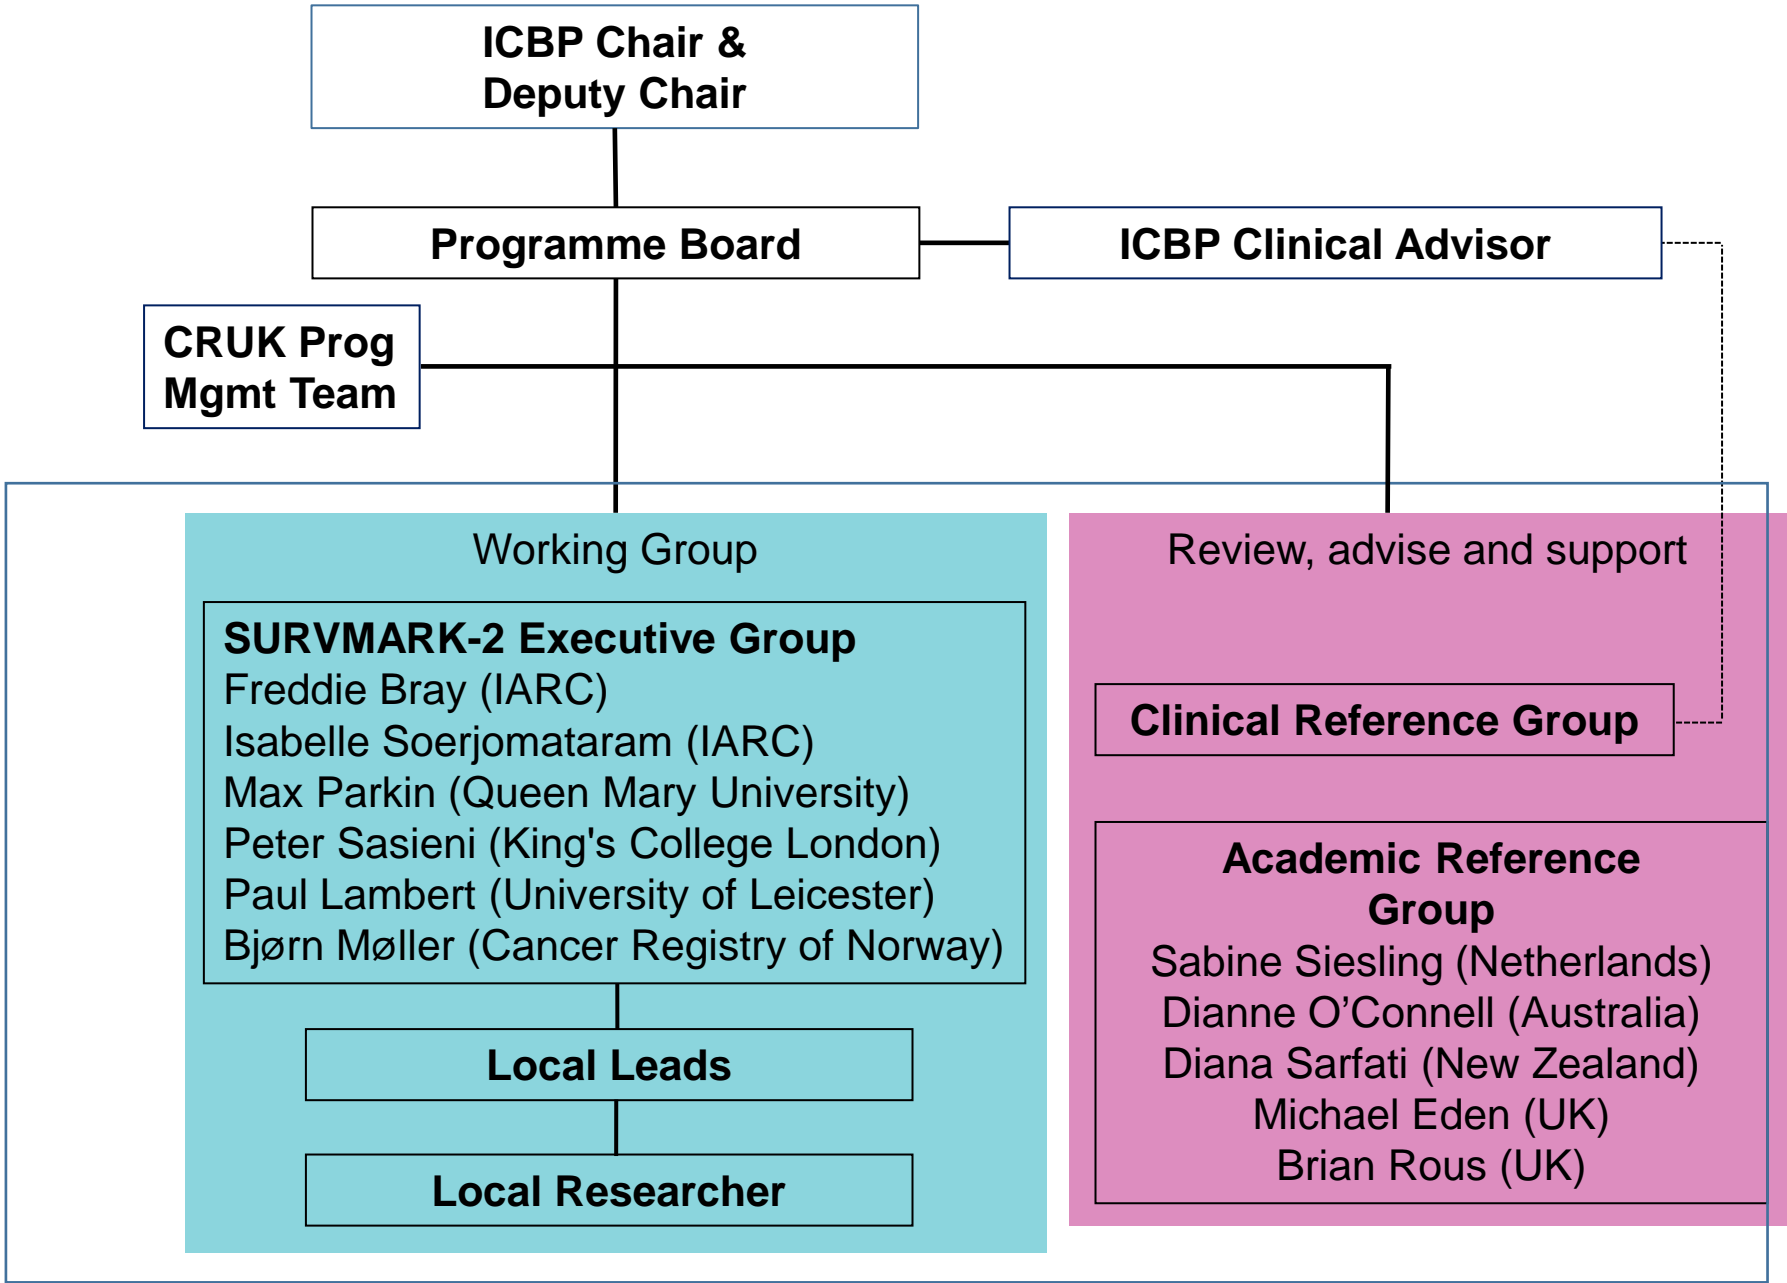 ICBP Chair &
Deputy Chair
Programme Board
ICBP Clinical Advisor
CRUK Prog
Mgmt Team
Working Group
SURVMARK-2 Executive Group
Freddie Bray (IARC)
Isabelle Soerjomataram (IARC)
Max Parkin (Queen Mary University)
Peter Sasieni (King's College London)
Paul Lambert (University of Leicester)
Bjørn Møller (Cancer Registry of Norway)
Local Leads
Local Researcher
Review, advise and support
Clinical Reference Group
Academic Reference
Group
Sabine Siesling (Netherlands)
Dianne O’Connell (Australia)
Diana Sarfati (New Zealand)
Michael Eden (UK)
Brian Rous (UK)